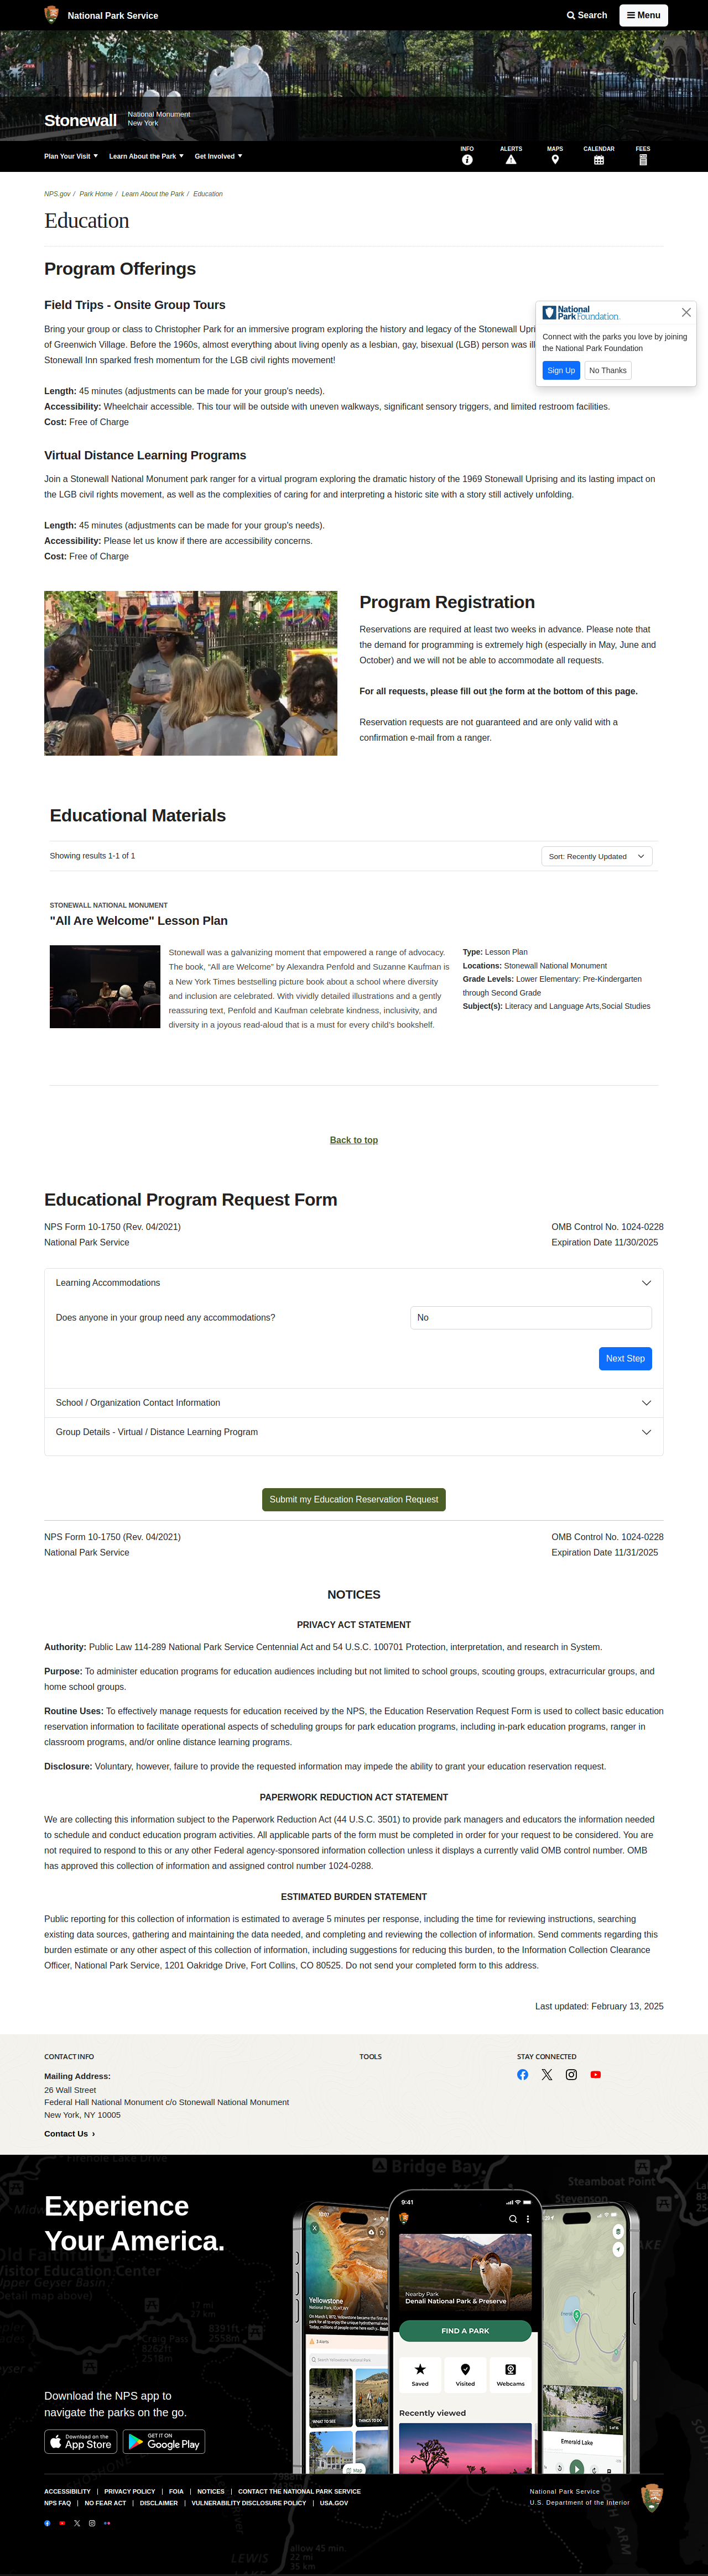 National Park Service
Search
Menu
Stonewall
National Monument
New York
Plan Your Visit
Learn About the Park
Get Involved
INFO
ALERTS
MAPS
CALENDAR
FEES
NPS.gov / Park Home / Learn About the Park / Education
Education
Program Offerings
Field Trips - Onsite Group Tours
Bring your group or class to Christopher Park for an immersive program exploring the history and legacy of the Stonewall
of Greenwich Village. Before the 1960s, almost everything about living openly as a lesbian, gay, bisexual (LGB) person was
Stonewall Inn sparked fresh momentum for the LGB civil rights movement!
National
Park Foundation
Connect with the parks you love by joining
the National Park Foundation
Sign Up
No Thanks
Length: 45 minutes (adjustments can be made for your group's needs).
Accessibility: Wheelchair accessible. This tour will be outside with uneven walkways, significant sensory triggers, and limited restroom facilities.
Cost: Free of Charge
Virtual Distance Learning Programs
Join a Stonewall National Monument park ranger for a virtual program exploring the dramatic history of the 1969 Stonewall Uprising and its lasting impact on
the LGB civil rights movement, as well as the complexities of caring for and interpreting a historic site with a story still actively unfolding.
Length: 45 minutes (adjustments can be made for your group's needs).
Accessibility: Please let us know if there are accessibility concerns.
Cost: Free of Charge
Program Registration
Reservations are required at least two weeks in advance. Please note that
the demand for programming is extremely high (especially in May, June and
October) and we will not be able to accommodate all requests.
For all requests, please fill out the form at the bottom of this page.
Reservation requests are not guaranteed and are only valid with a
confirmation e-mail from a ranger.
Educational Materials
Showing results 1-1 of 1
Sort: Recently Updated
STONEWALL NATIONAL MONUMENT
"All Are Welcome" Lesson Plan
Stonewall was a galvanizing moment that empowered a range of advocacy.
The book, "All are Welcome" by Alexandra Penfold and Suzanne Kaufman is
a New York Times bestselling picture book about a school where diversity
and inclusion are celebrated. With vividly detailed illustrations and a gently
reassuring text, Penfold and Kaufman celebrate kindness, inclusivity, and
diversity in a joyous read-aloud that is a must for every child's bookshelf.
Type: Lesson Plan
Locations: Stonewall National Monument
Grade Levels: Lower Elementary: Pre-Kindergarten
through Second Grade
Subject(s): Literacy and Language Arts,Social Studies
Back to top
Educational Program Request Form
NPS Form 10-1750 (Rev. 04/2021)
National Park Service
OMB Control No. 1024-0228
Expiration Date 11/30/2025
Learning Accommodations
Does anyone in your group need any accommodations?
No
Next Step
School / Organization Contact Information
Group Details - Virtual / Distance Learning Program
Submit my Education Reservation Request
NPS Form 10-1750 (Rev. 04/2021)
National Park Service
OMB Control No. 1024-0228
Expiration Date 11/31/2025
NOTICES
PRIVACY ACT STATEMENT
Authority: Public Law 114-289 National Park Service Centennial Act and 54 U.S.C. 100701 Protection, interpretation, and research in System.
Purpose: To administer education programs for education audiences including but not limited to school groups, scouting groups, extracurricular groups, and
home school groups.
Routine Uses: To effectively manage requests for education received by the NPS, the Education Reservation Request Form is used to collect basic education
reservation information to facilitate operational aspects of scheduling groups for park education programs, including in-park education programs, ranger in
classroom programs, and/or online distance learning programs.
Disclosure: Voluntary, however, failure to provide the requested information may impede the ability to grant your education reservation request.
PAPERWORK REDUCTION ACT STATEMENT
We are collecting this information subject to the Paperwork Reduction Act (44 U.S.C. 3501) to provide park managers and educators the information needed
to schedule and conduct education program activities. All applicable parts of the form must be completed in order for your request to be considered. You are
not required to respond to this or any other Federal agency-sponsored information collection unless it displays a currently valid OMB control number. OMB
has approved this collection of information and assigned control number 1024-0288.
ESTIMATED BURDEN STATEMENT
Public reporting for this collection of information is estimated to average 5 minutes per response, including the time for reviewing instructions, searching
existing data sources, gathering and maintaining the data needed, and completing and reviewing the collection of information. Send comments regarding this
burden estimate or any other aspect of this collection of information, including suggestions for reducing this burden, to the Information Collection Clearance
Officer, National Park Service, 1201 Oakridge Drive, Fort Collins, CO 80525. Do not send your completed form to this address.
Last updated: February 13, 2025
CONTACT INFO
Mailing Address:
26 Wall Street
Federal Hall National Monument c/o Stonewall National Monument
New York, NY 10005
Contact Us
TOOLS
STAY CONNECTED
Experience
Your America.
Bridge Bay
Steamboat Point
Stevenson
Old Faithful
Visitor Education Center
Craig Pass
8262ft
2518m
8391ft
2558m
17 mi
27 km
9:41
Yellowstone
Nearby Park
Denali National Park & Preserve
FIND A PARK
Saved
Visited
Webcams
Recently viewed
WHAT TO SEE
THINGS TO DO
Map
Emerald Lake
Download the NPS app to
navigate the parks on the go.
Download on the
App Store
GET IT ON
Google Play
ACCESSIBILITY
PRIVACY POLICY
FOIA
NOTICES
CONTACT THE NATIONAL PARK SERVICE
NPS FAQ
NO FEAR ACT
DISCLAIMER
VULNERABILITY DISCLOSURE POLICY
USA.GOV
National Park Service
U.S. Department of the Interior
LEWIS
allow 45 min.
22 mi
35 km
SOUTH ARM